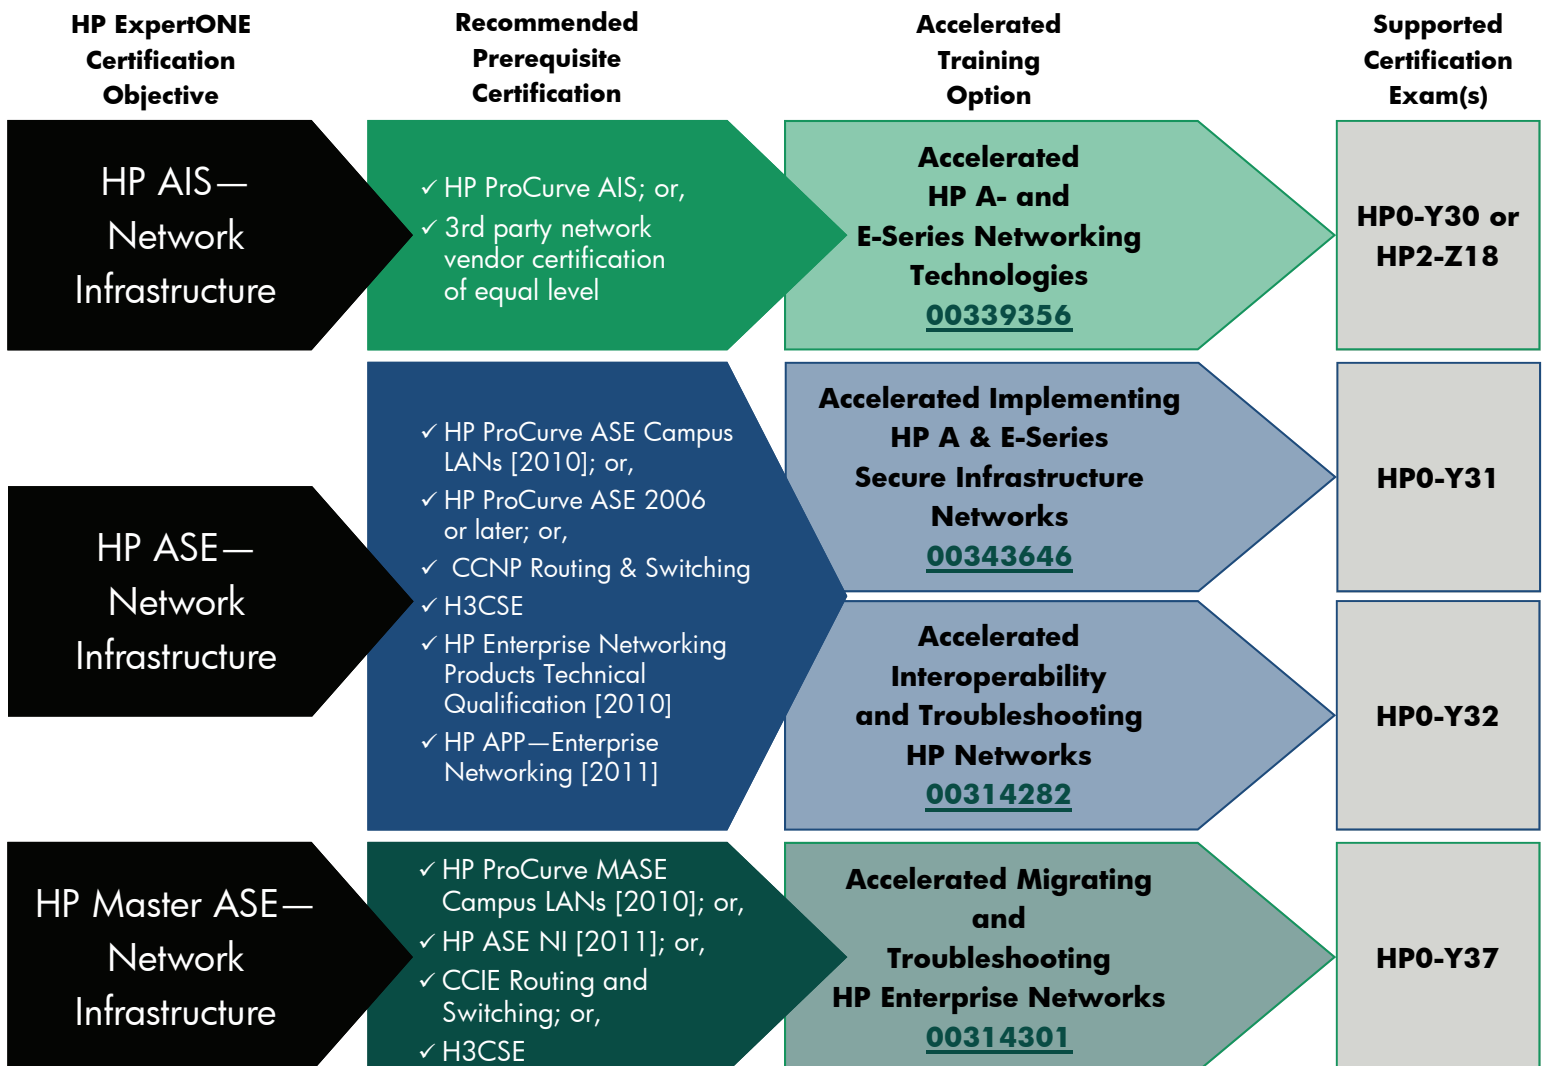 HP ExpertONE
Certification
Objective
Recommended
Prerequisite
Certification
Accelerated
Training
Option
Supported
Certification
Exam(s)
HP AIS—
Network
Infrastructure
✓ HP ProCurve AIS; or,
✓ 3rd party network
vendor certification
of equal level
Accelerated
HP A- and
E-Series Networking
Technologies
00339356
HP0-Y30 or
HP2-Z18
HP ASE—
Network
Infrastructure
✓ HP ProCurve ASE Campus
LANs [2010]; or,
✓ HP ProCurve ASE 2006
or later; or,
✓ CCNP Routing & Switching
✓ H3CSE
✓ HP Enterprise Networking
Products Technical
Qualification [2010]
✓ HP APP—Enterprise
Networking [2011]
Accelerated Implementing
HP A & E-Series
Secure Infrastructure
Networks
00343646
HP0-Y31
Accelerated
Interoperability
and Troubleshooting
HP Networks
00314282
HP0-Y32
HP Master ASE—
Network
Infrastructure
✓ HP ProCurve MASE
Campus LANs [2010]; or,
✓ HP ASE NI [2011]; or,
✓ CCIE Routing and
Switching; or,
✓ H3CSE
Accelerated Migrating
and
Troubleshooting
HP Enterprise Networks
00314301
HP0-Y37